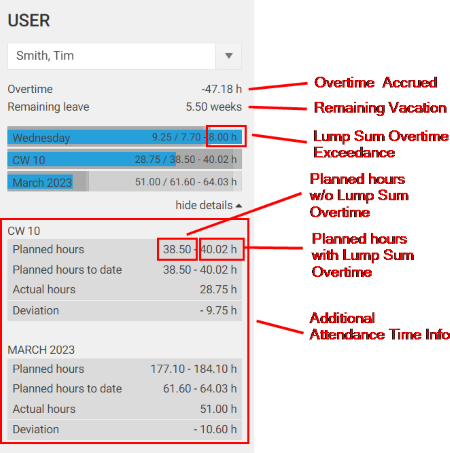 USER
Smith, Tim
Overtime -47.18 h
Remaining leave 5.50 weeks
Wednesday 9.25 / 7.70 - 8.00 h
CW 10 28.75 / 38.50 - 40.02 h
March 2023 51.00 / 61.60 - 64.03 h
hide details
CW 10
Planned hours 38.50 - 40.02 h
Planned hours to date 38.50 - 40.02 h
Actual hours 28.75 h
Deviation - 9.75 h
MARCH 2023
Planned hours 177.10 - 184.10 h
Planned hours to date 61.60 - 64.03 h
Actual hours 51.00 h
Deviation - 10.60 h
Overtime Accrued
Remaining Vacation
Lump Sum Overtime
Exceedance
Planned hours
w/o Lump Sum
Overtime
Planned hours
with Lump Sum
Overtime
Additional
Attendance Time Info